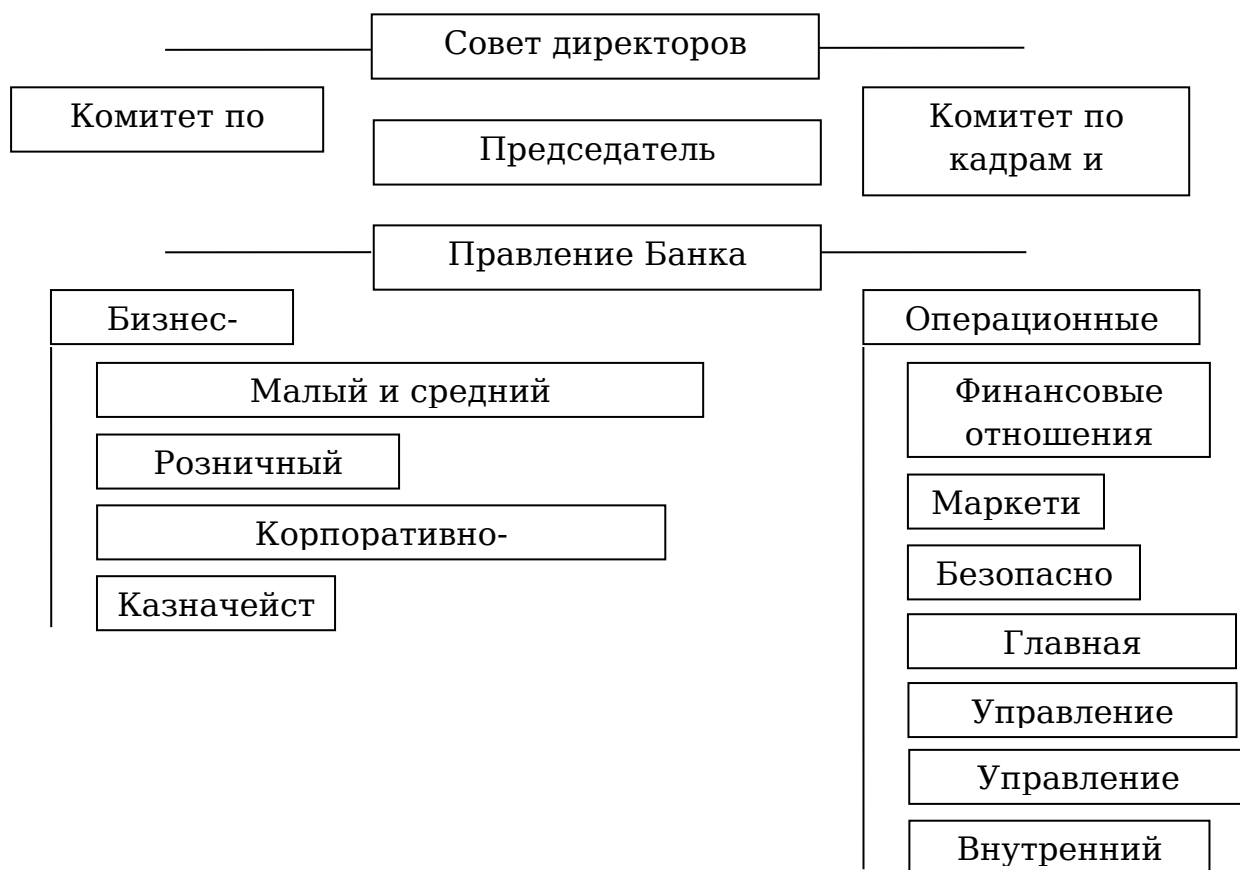 Совет директоров
Комитет по
Председатель
Комитет по
кадрам и
Правление Банка
Бизнес-
Малый и средний
Розничный
Корпоративно-
Казначейст
Операционные
Финансовые
отношения
Маркети
Безопасно
Главная
Управление
Управление
Внутренний